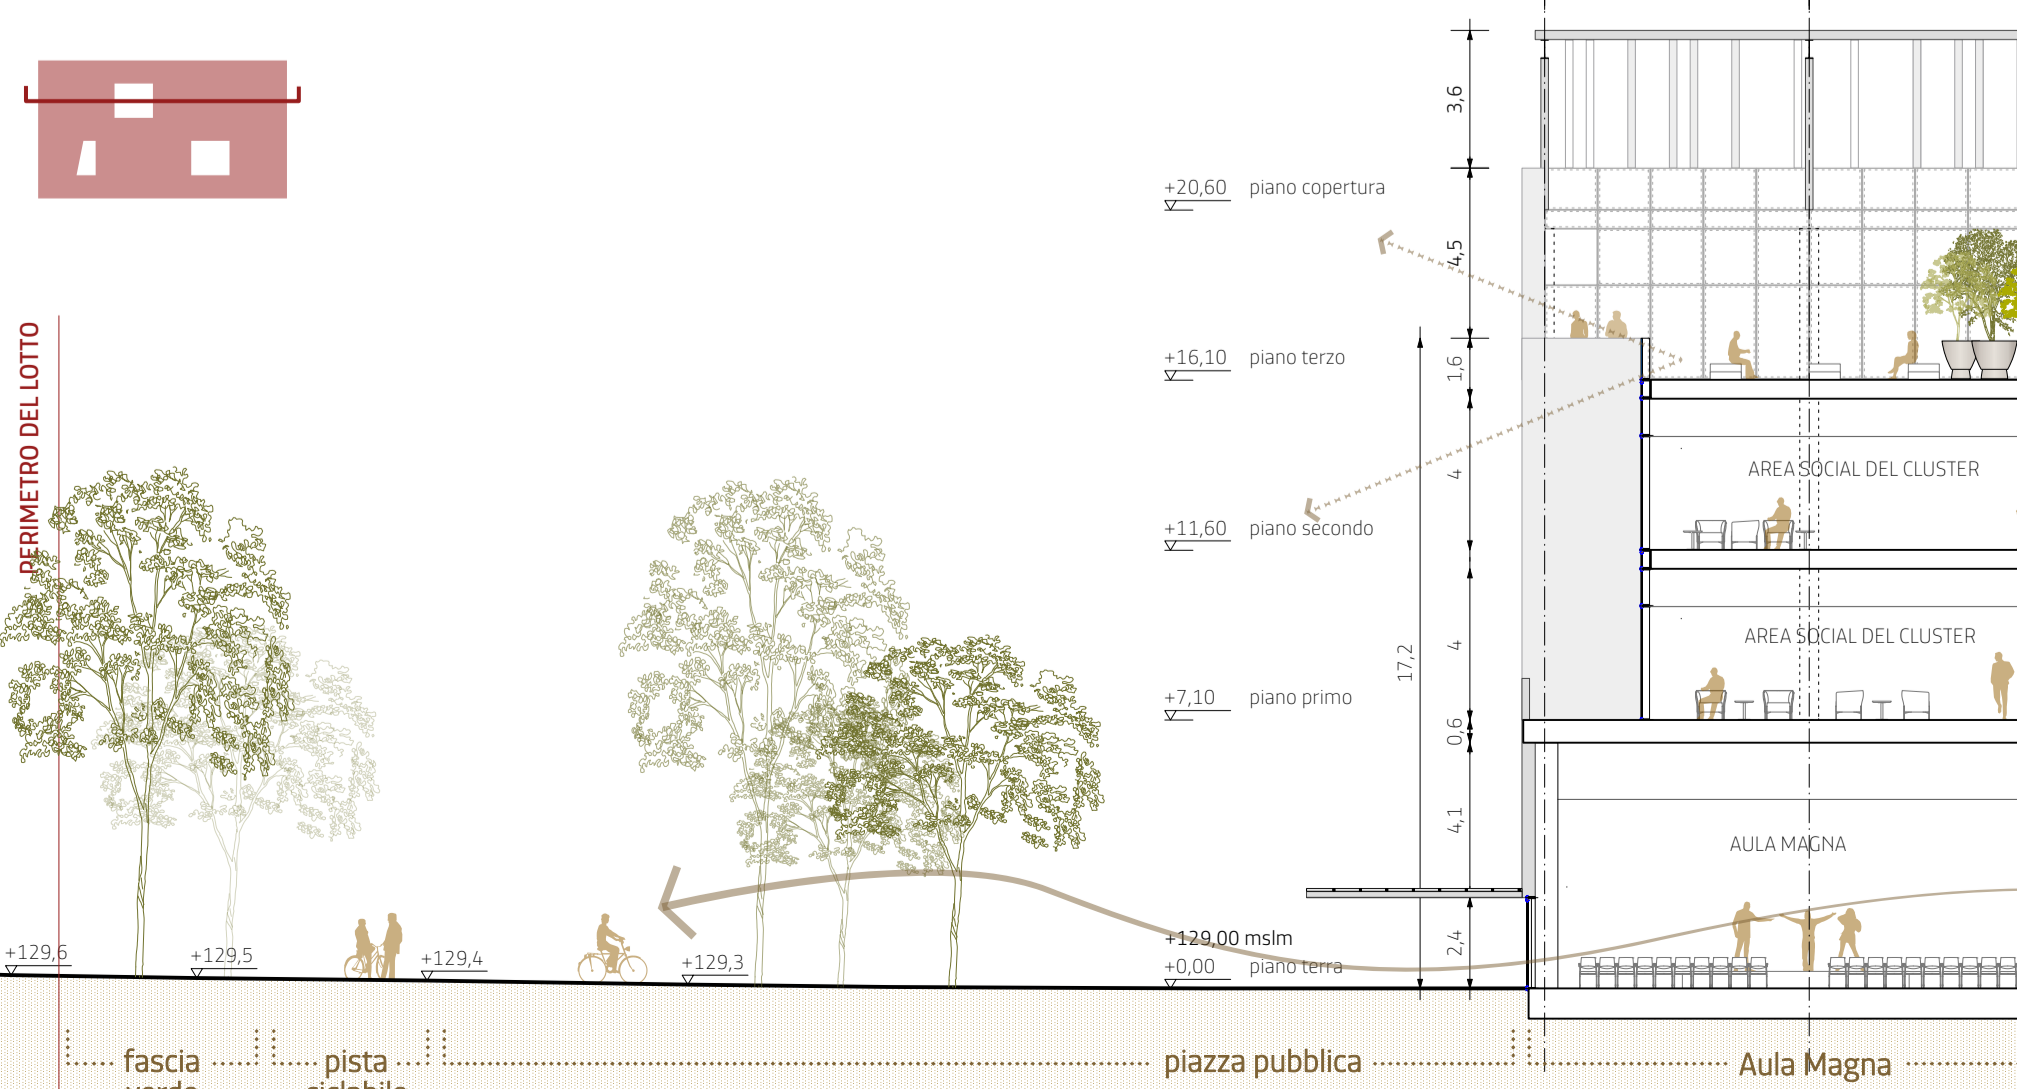 3,6
+20,60 piano copertura
4,5
PERIMETRO DEL LOTTO
+16,10 piano terzo
1,6
4
AREA SOCIAL DEL CLUSTER
+11,60 piano secondo
17,2
4
AREA SOCIAL DEL CLUSTER
+7,10 piano primo
0,6
4,1
AULA MAGNA
+129,00 mslm
2,4
+129,6
+129,5
+129,4
+129,3
+0,00 piano terra
fascia
verde
pista
ciclabile
piazza pubblica
Aula Magna